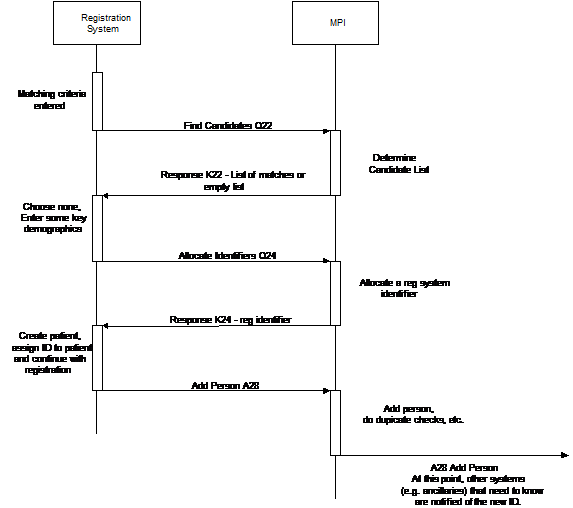 Registration
System
MPI
Matching criteria
entered
Find Candidates Q22
Determine
Candidate List
Response K22 - List of matches or
empty list
Choose none,
Enter some key
demographics
Allocate Identifiers Q24
Allocate a reg system
identifier
Response K24 - reg identifier
Create patient,
assign ID to patient
and continue with
registration
Add Person A28
Add person,
do dupicate checks, etc.
A28 Add Person
At this point, other systems
(e.g. ancillaries) that need to know
are notified of the new ID.